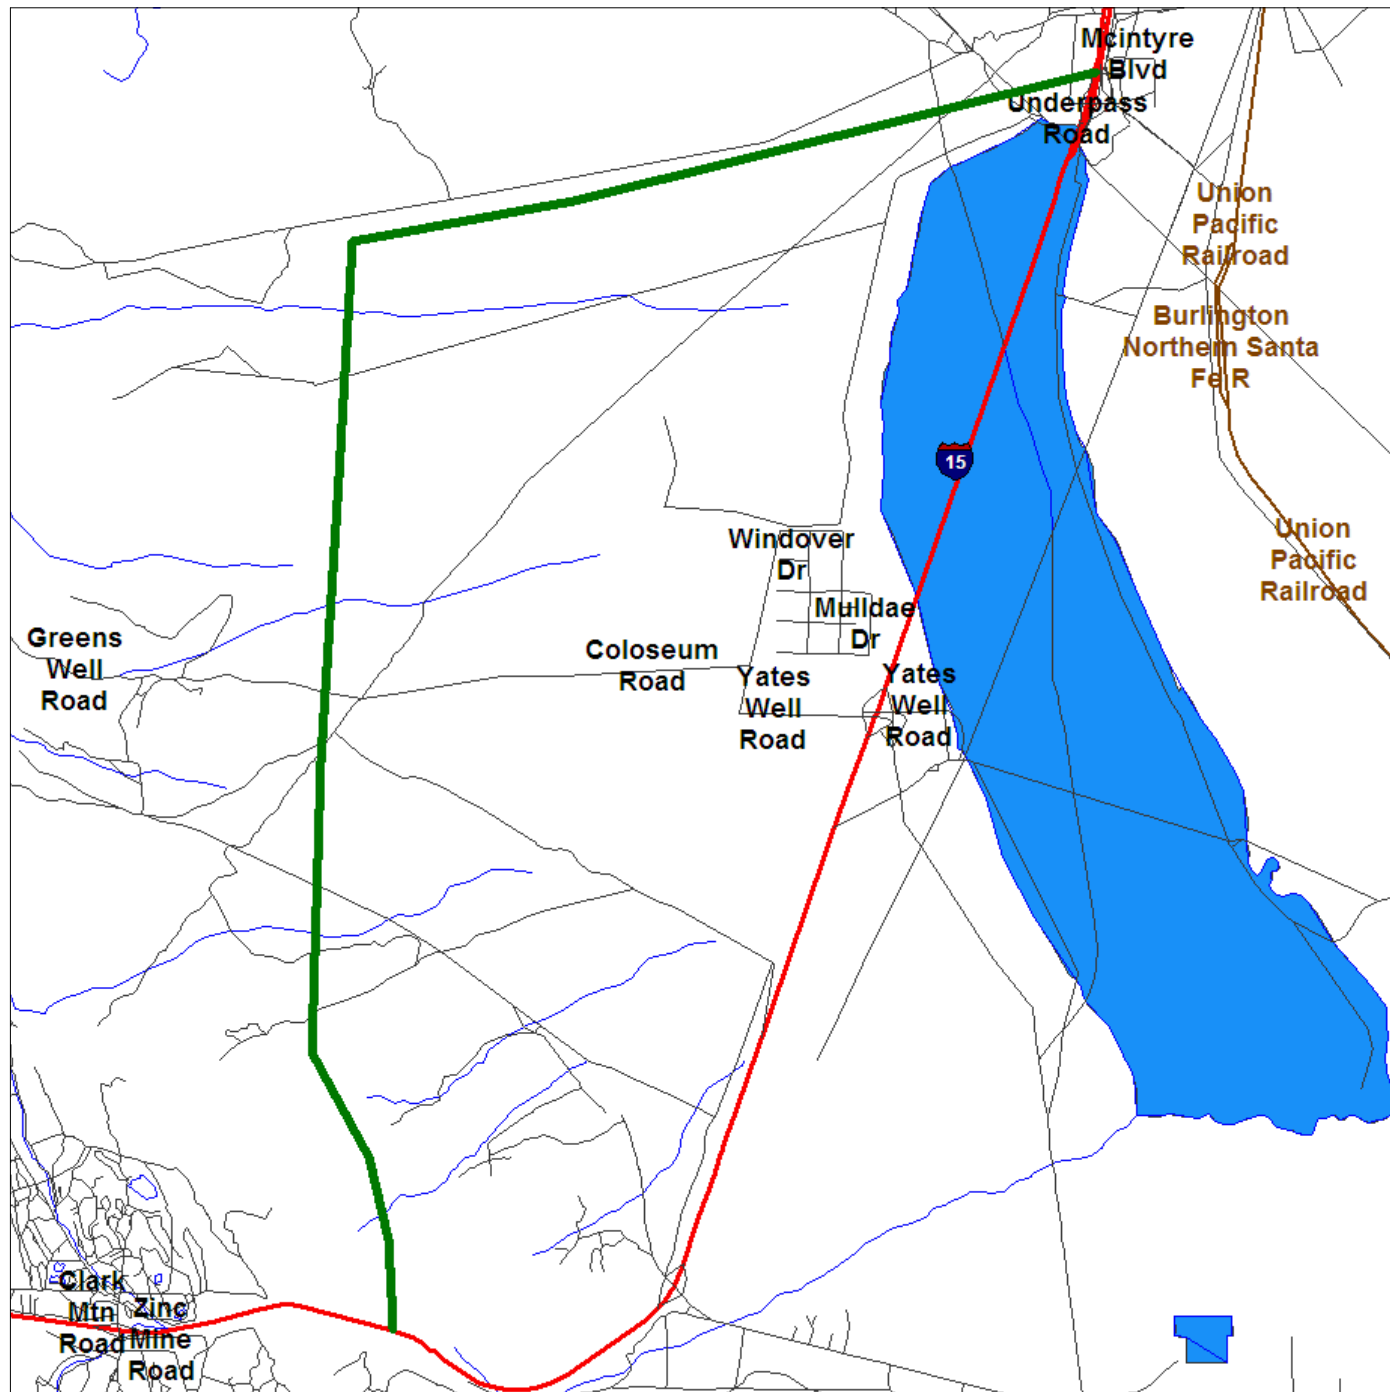 Mcintyre
Blvd
Underpass
Road
Union
Pacific
Railroad
Burlington
Northern Santa
Fe R
15
Union
Pacific
Railroad
Windover
Dr
Mulldae
Dr
Greens
Well
Road
Coloseum
Road
Yates
Well
Road
Yates
Well
Road
Clark
Mtn
Road
Zinc
Mine
Road